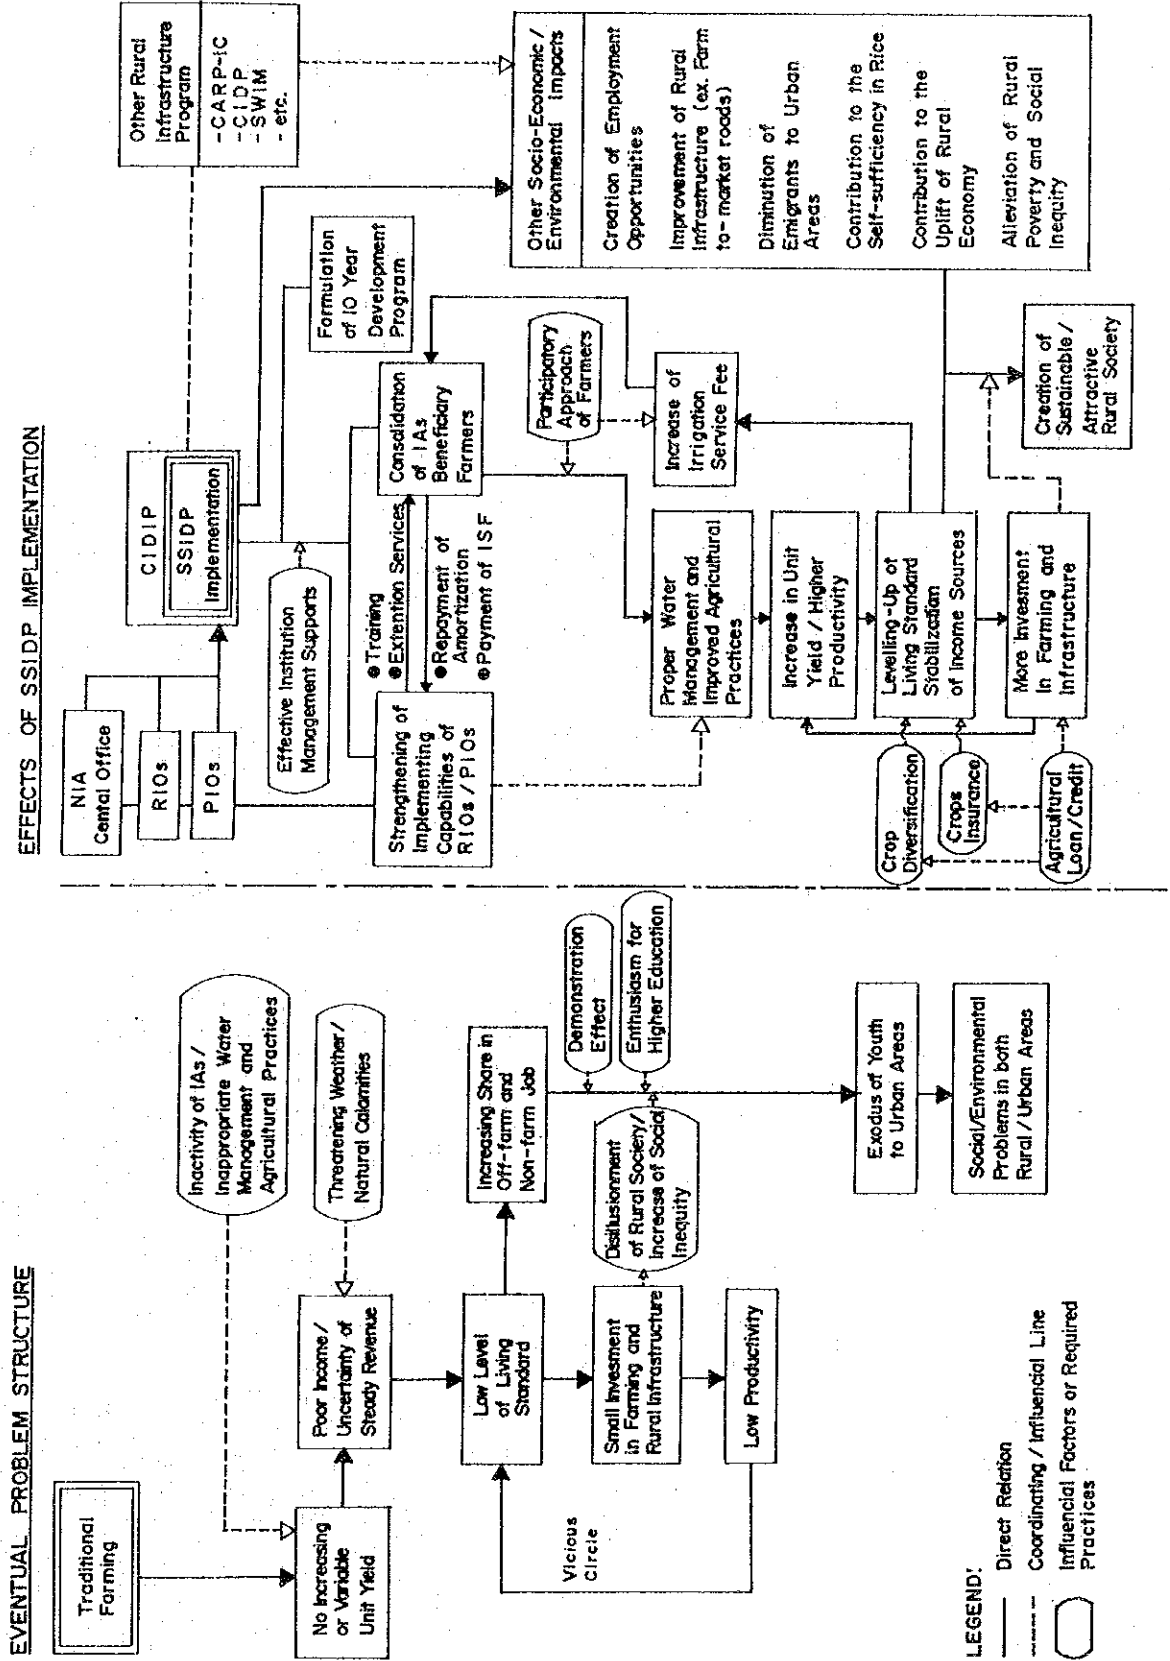 EVENTUAL PROBLEM STRUCTURE
Traditional
Farming
Inactivity of IAs /
Inappropriate Water
Management and
Agricultural Practices
No Increasing
or Variable
Unit Yield
Poor Income/
Uncertainty of
Steady Revenue
Threatening Weather/
Natural Calamities
Low Level
of Living
Standard
Increasing Share in
Off-farm and
Non-farm Job
Vicious
Circle
Small Invesment
in Farming and
Rural Infrastructure
Disillusionment
of Rural Society/
Increase of Social
Inequity
Demonstration
Effect
Enthusiasm for
Higher Education
Low Productivity
Exodus of Youth
to Urban Areas
Social/Environmental
Problems in both
Rural / Urban Areas
LEGEND:
Direct Relation
Coordinating / Influencial Line
Influencial Factors or Required
Practices
EFFECTS OF SSIDP IMPLEMENTATION
NIA
Cental Office
RIOs
PIOs
CIDIP
SSIDP
Implementation
Other Rural
Infrastructure
Program
-CARP-IC
-CIDP
-SWIM
- etc.
Effective Institution
Management Supports
Formulation
of 10 Year
Development
Program
Strengthening of
Implementing
Capabilities of
RIOs / PIOs
● Training
● Extention Services
● Repayment of
Amortization
● Payment of ISF
Consalidation
of IAs
Beneficiary
Farmers
Participatory
Approach
of Farmers
Proper Water
Management and
Improved Agricultural
Practices
Increase of
Irrigation
Service Fee
Increase in Unit
Yield / Higher
Productivity
Crop
Diversification
Levelling-Up of
Living Standard
Stabilization
of Income Sources
Crops
Insurance
Agricultural
Loan/Credit
More Invesment
In Farming and
Infrastructure
Creation of
Sustainable/
Attractive
Rural Society
Other Socio-Economic /
Environmental Impacts
Creation of Employment
Opportunities
Improvement of Rural
Infrastructure (ex. Farm
to-market roads)
Diminution of
Emigrants to Urban
Areas
Contribution to the
Self-sufficiency in Rice
Contribution to the
Uplift of Rural
Economy
Alleviation of Rural
Poverty and Social
Inequity